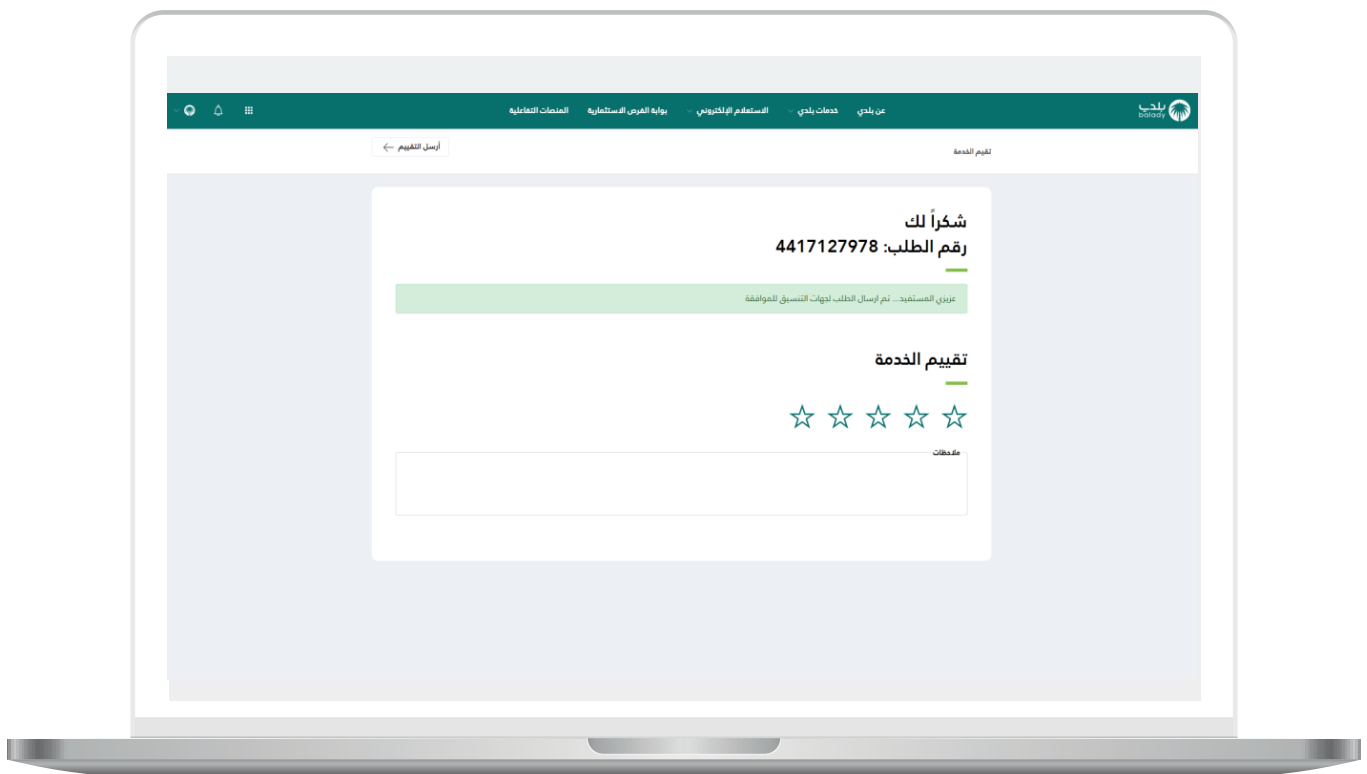 بلدي
balady
عن بلدي
خدمات بلدي
الاستعلام الإلكتروني
بوابة الفرص الاستثمارية
المنصات التفاعلية
تقيم الخدمة
أرسل التقييم
شكراً لك
رقم الطلب: 4417127978
عزيزي المستفيد... تم ارسال الطلب لجهات التنسيق للموافقة
تقييم الخدمة
ملاحظات